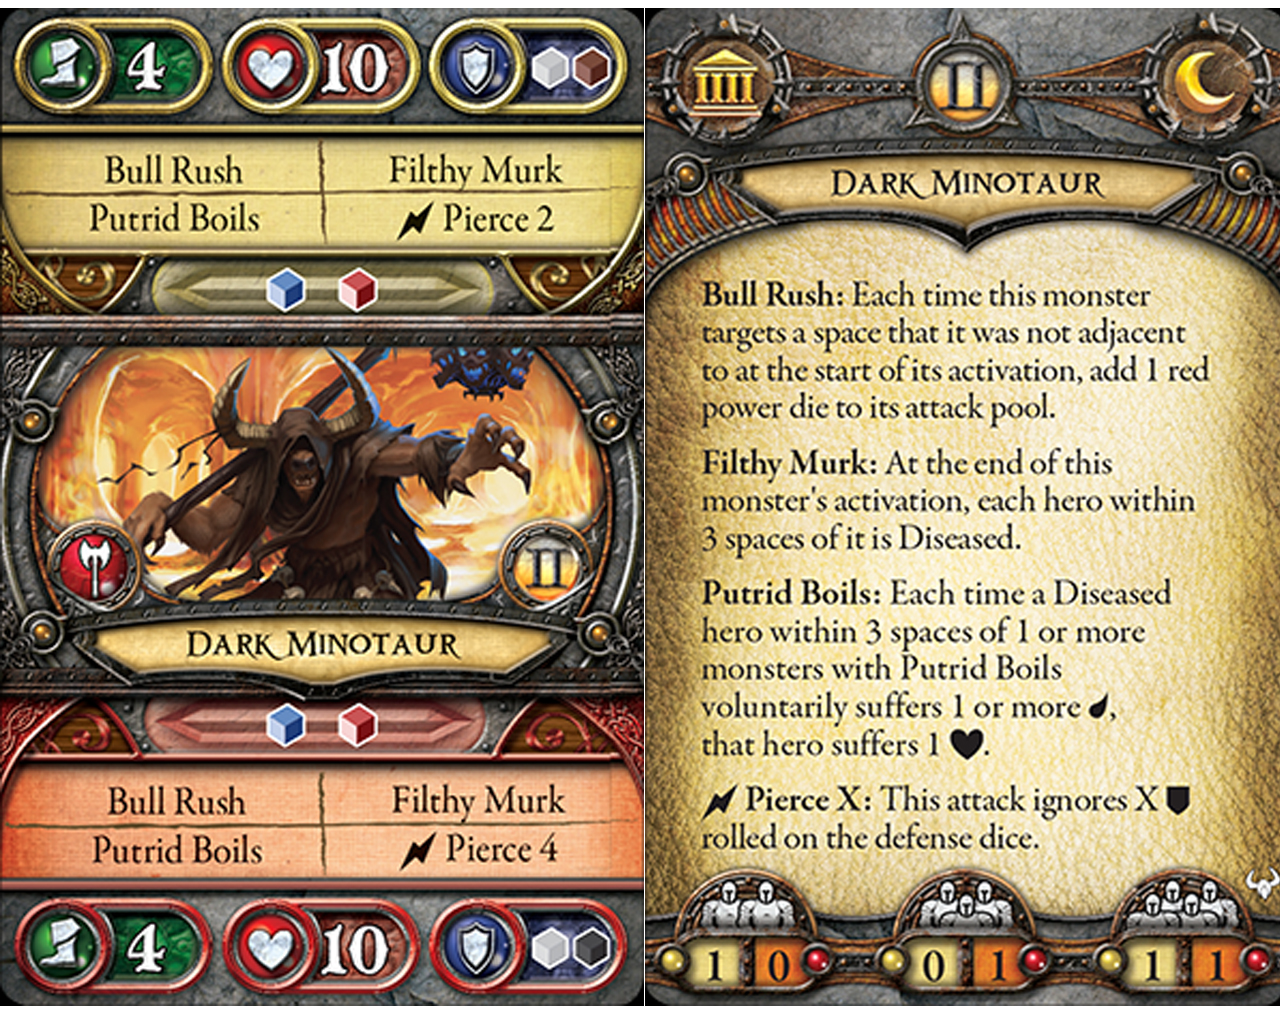 4 10
Bull Rush Filthy Murk
Putrid Boils Pierce 2
II
DARK MINOTAUR
Bull Rush Filthy Murk
Putrid Boils Pierce 4
4 10
II
DARK MINOTAUR
Bull Rush: Each time this monster
targets a space that it was not adjacent
to at the start of its activation, add 1 red
power die to its attack pool.
Filthy Murk: At the end of this
monster's activation, each hero within
3 spaces of it is Diseased.
Putrid Boils: Each time a Diseased
hero within 3 spaces of 1 or more
monsters with Putrid Boils
voluntarily suffers 1 or more ,
that hero suffers 1 .
Pierce X: This attack ignores X
rolled on the defense dice.
1 0 0 1 1 1